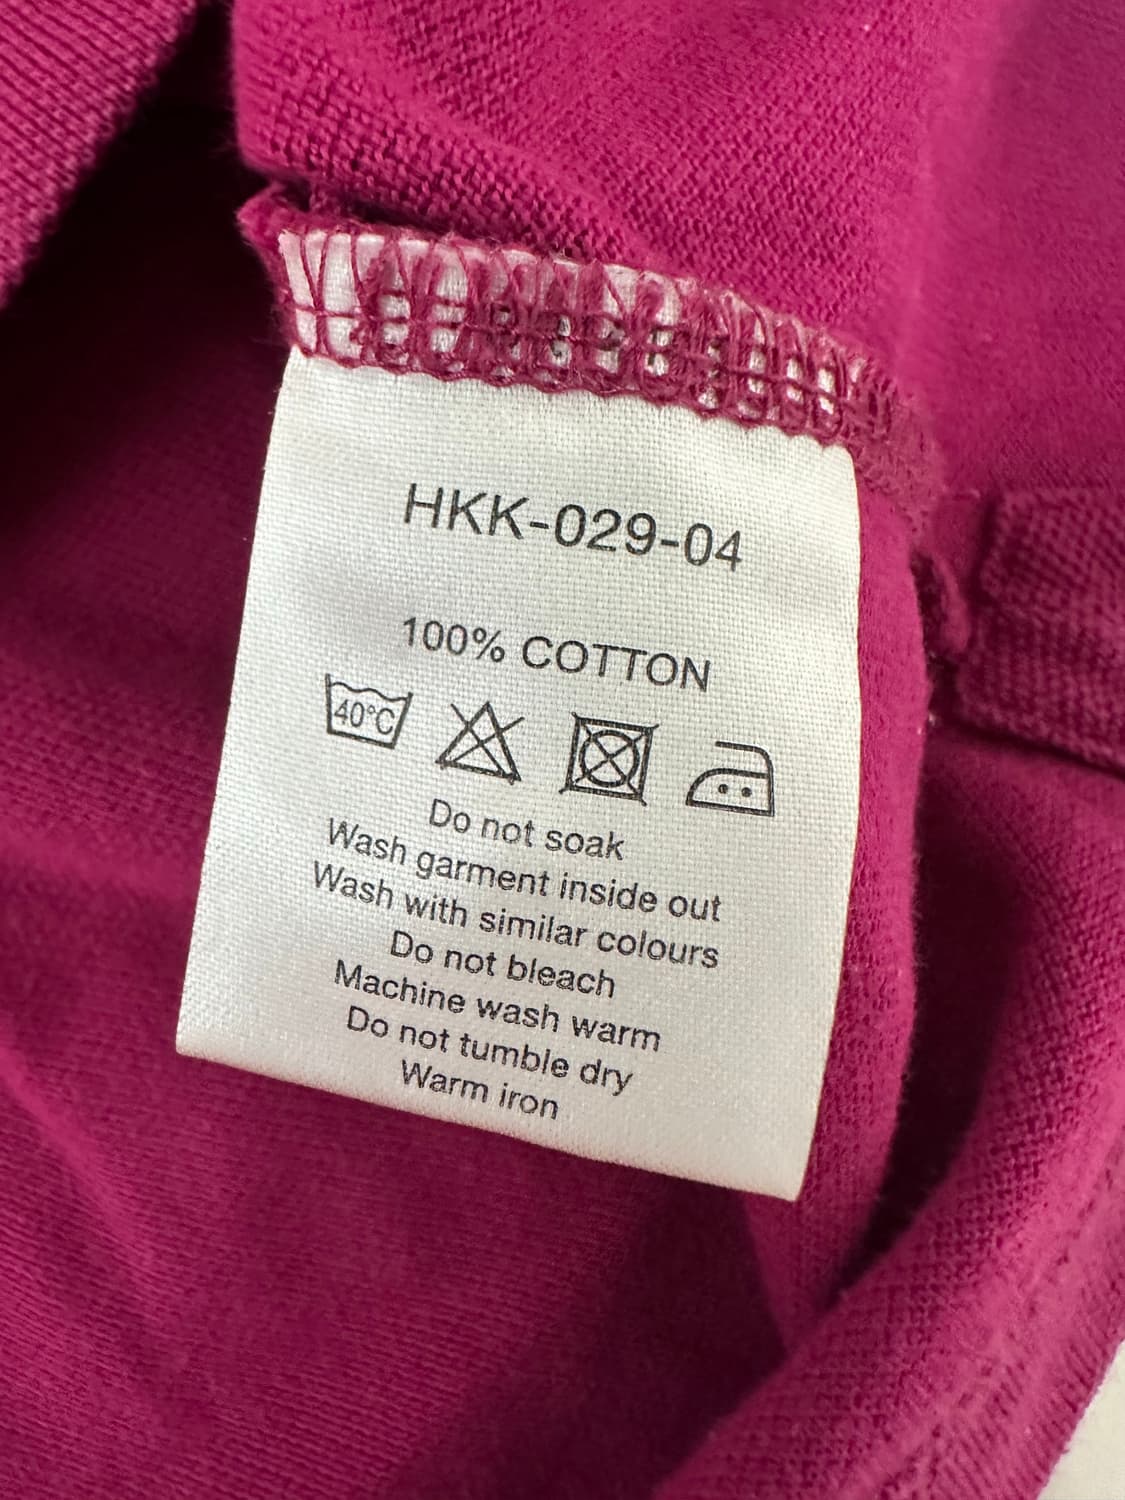 HKK-029-04
100% COTTON
40°C
Do not soak
Wash garment inside out
Wash with similar colours
Do not bleach
Machine wash warm
Do not tumble dry
Warm iron